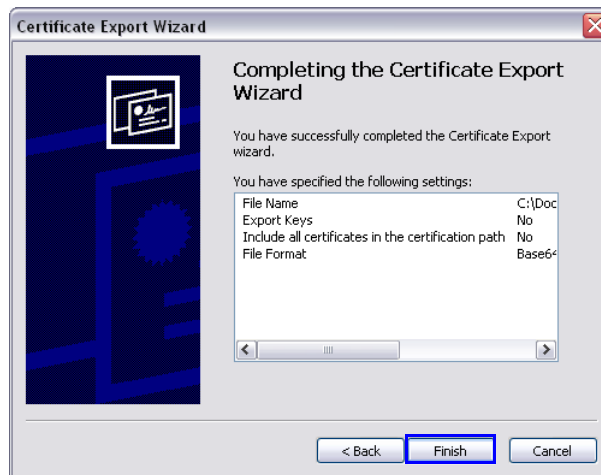 Certificate Export Wizard
Completing the Certificate Export
Wizard
You have successfully completed the Certificate Export
wizard.
You have specified the following settings:
File Name C:\Doc
Export Keys No
Include all certificates in the certification path No
File Format Base64
< Back Finish Cancel